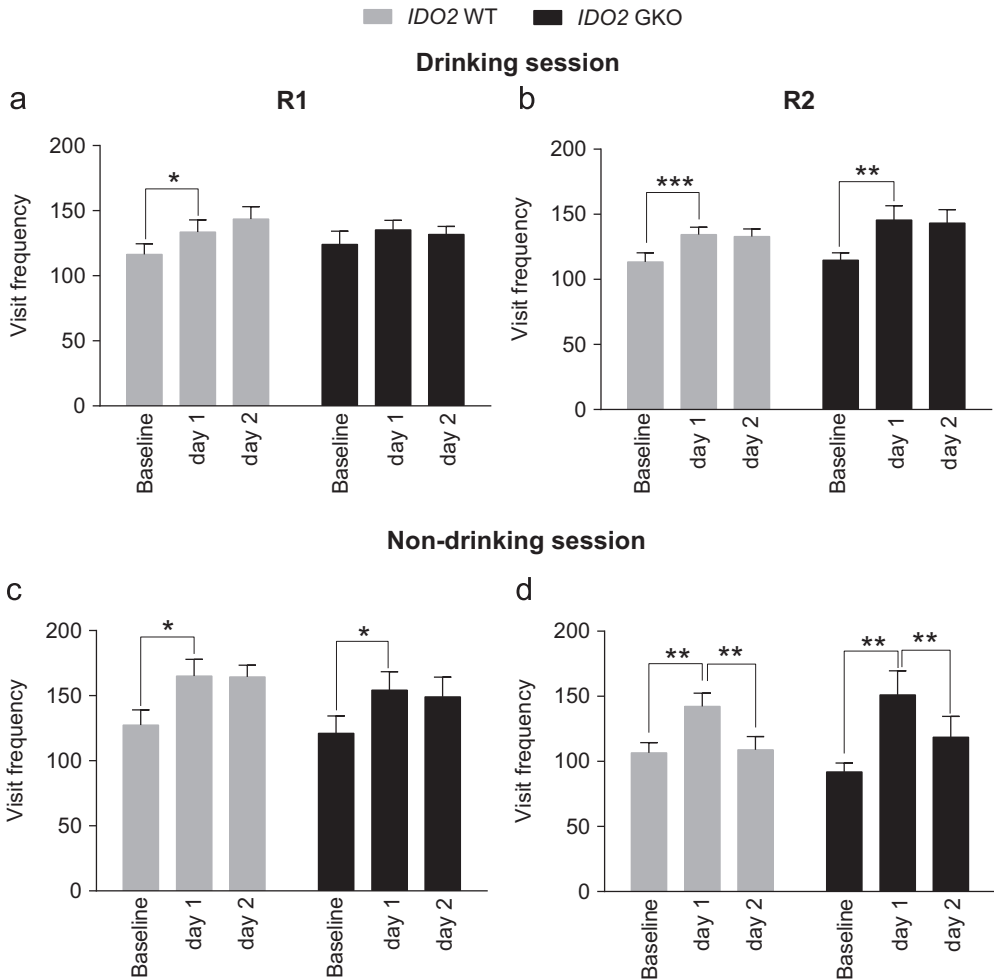 IDO2 WT IDO2 GKO
Drinking session
a R1
Visit frequency
200
150
100
50
0
*
Baseline day 1 day 2 Baseline day 1 day 2
b R2
Visit frequency
200
150
100
50
0
*** **
Baseline day 1 day 2 Baseline day 1 day 2
Non-drinking session
c
Visit frequency
200
150
100
50
0
* *
Baseline day 1 day 2 Baseline day 1 day 2
d
Visit frequency
200
150
100
50
0
** ** ** **
Baseline day 1 day 2 Baseline day 1 day 2